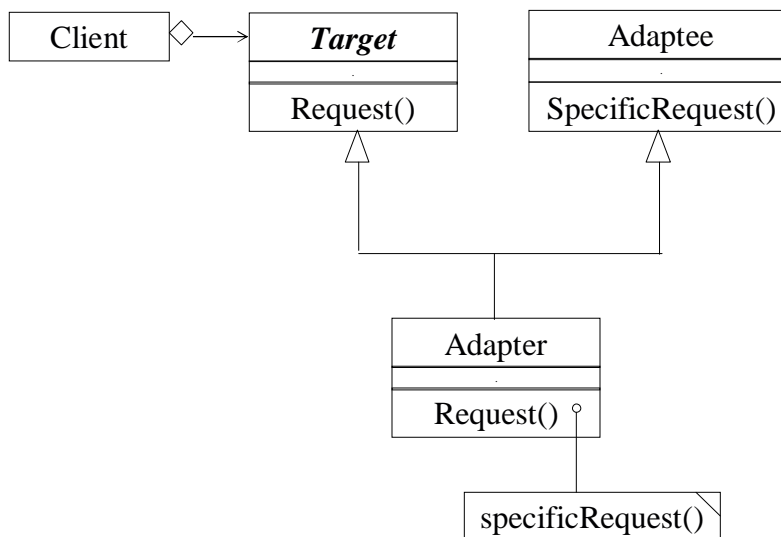 Client
Target
Adaptee
Request()
SpecificRequest()
Adapter
Request()
specificRequest()